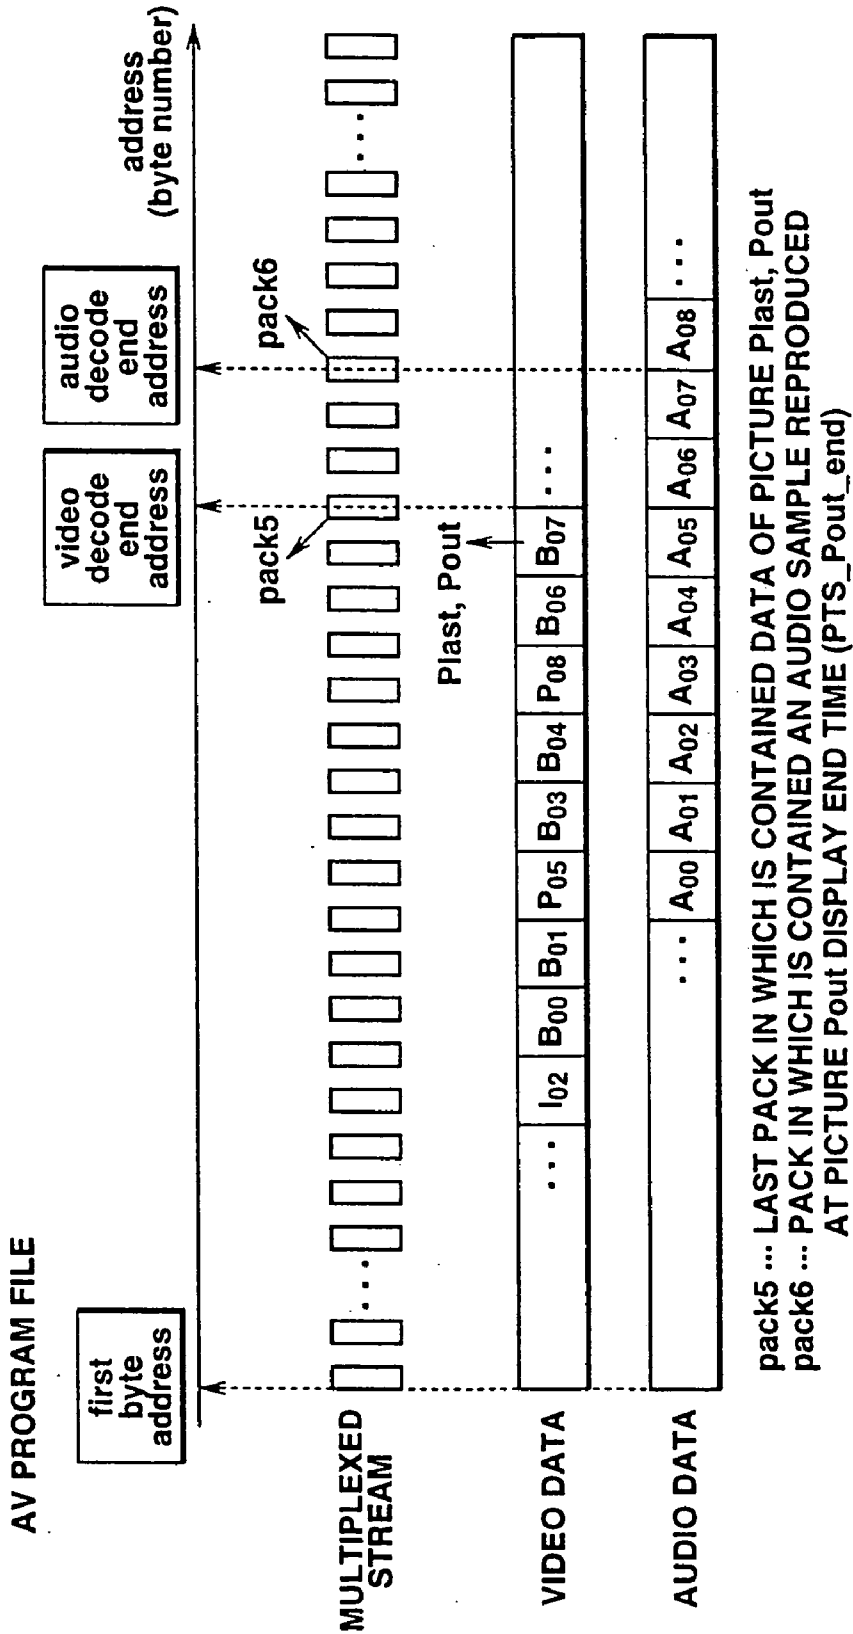 AV PROGRAM FILE
first
byte
address
video
decode
end
address
audio
decode
end
address
address
(byte number)
MULTIPLEXED
STREAM
...
pack5
pack6
...
Plast, Pout
VIDEO DATA
... I02 B00 B01 P05 B03 B04 P08 B06 B07 ...
AUDIO DATA
... A00 A01 A02 A03 A04 A05 A06 A07 A08 ...
pack5 ... LAST PACK IN WHICH IS CONTAINED DATA OF PICTURE Plast, Pout
pack6 ... PACK IN WHICH IS CONTAINED AN AUDIO SAMPLE REPRODUCED
AT PICTURE Pout DISPLAY END TIME (PTS_Pout_end)